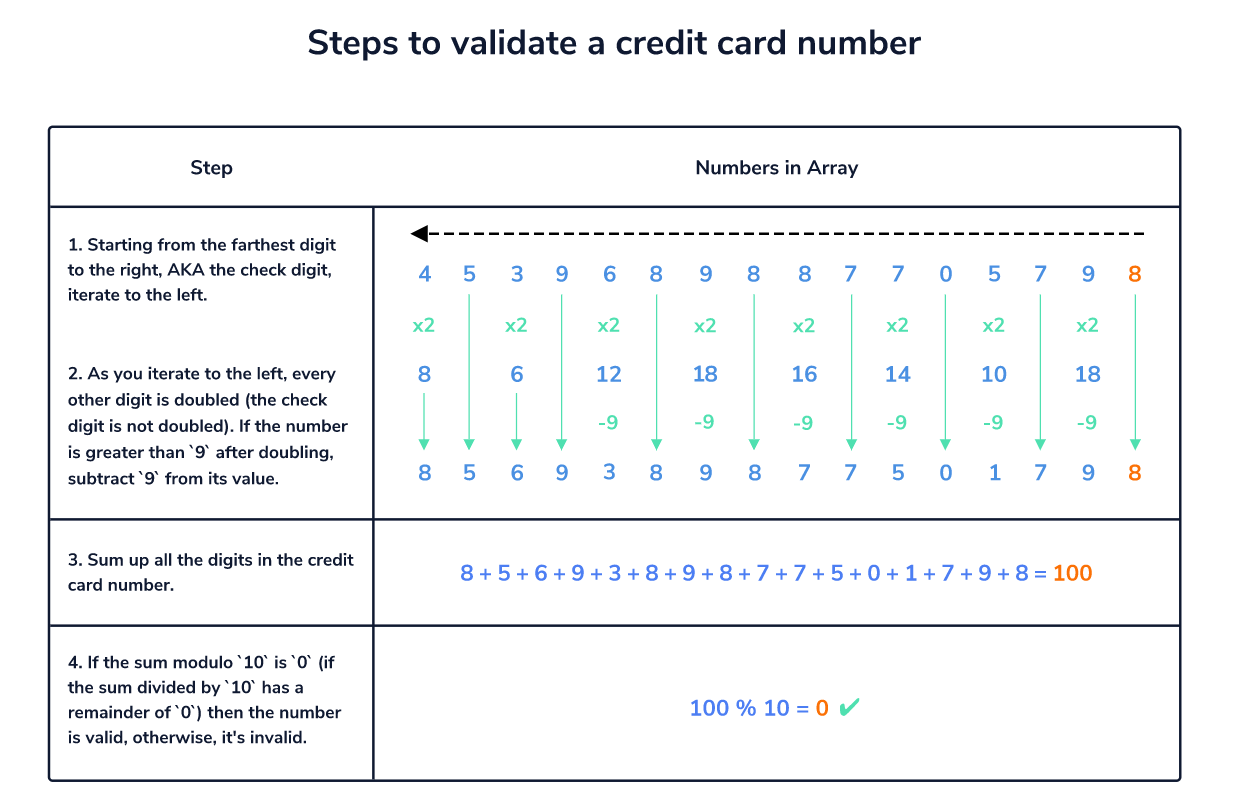 Steps to validate a credit card number
Step
Numbers in Array
1. Starting from the farthest digit
to the right, AKA the check digit,
iterate to the left.
2. As you iterate to the left, every
other digit is doubled (the check
digit is not doubled). If the number
is greater than `9` after doubling,
subtract `9` from its value.
4 5 3 9 6 8 9 8 8 7 7 0 5 7 9 8
x2 x2 x2 x2 x2 x2 x2 x2
8 6 12 18 16 14 10 18
-9 -9 -9 -9 -9 -9
8 5 6 9 3 8 9 8 7 7 5 0 1 7 9 8
3. Sum up all the digits in the credit
card number.
8 + 5 + 6 + 9 + 3 + 8 + 9 + 8 + 7 + 7 + 5 + 0 + 1 + 7 + 9 + 8 = 100
4. If the sum modulo `10` is `0` (if
the sum divided by `10` has a
remainder of `0`) then the number
is valid, otherwise, it's invalid.
100 % 10 = 0 ✔